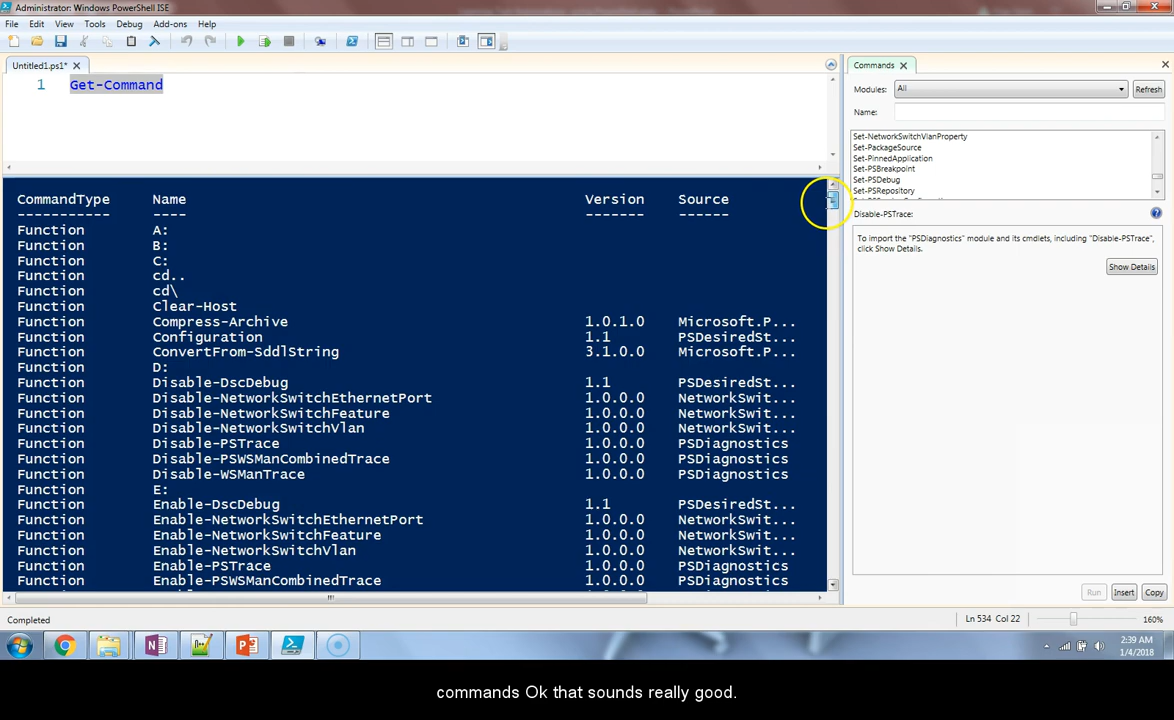 Administrator: Windows PowerShell ISE
File Edit View Tools Debug Add-ons Help
Untitled1.ps1*
1 Get-Command
CommandType Name Version Source
----------- ---- ------- ------
Function A:
Function B:
Function C:
Function cd..
Function cd\
Function Clear-Host
Function Compress-Archive 1.0.1.0 Microsoft.P...
Function Configuration 1.1 PSDesiredSt...
Function ConvertFrom-SddlString 3.1.0.0 Microsoft.P...
Function D:
Function Disable-DscDebug 1.1 PSDesiredSt...
Function Disable-NetworkSwitchEthernetPort 1.0.0.0 NetworkSwit...
Function Disable-NetworkSwitchFeature 1.0.0.0 NetworkSwit...
Function Disable-NetworkSwitchVlan 1.0.0.0 NetworkSwit...
Function Disable-PSTrace 1.0.0.0 PSDiagnostics
Function Disable-PSWSManCombinedTrace 1.0.0.0 PSDiagnostics
Function Disable-WSManTrace 1.0.0.0 PSDiagnostics
Function E:
Function Enable-DscDebug 1.1 PSDesiredSt...
Function Enable-NetworkSwitchEthernetPort 1.0.0.0 NetworkSwit...
Function Enable-NetworkSwitchFeature 1.0.0.0 NetworkSwit...
Function Enable-NetworkSwitchVlan 1.0.0.0 NetworkSwit...
Function Enable-PSTrace 1.0.0.0 PSDiagnostics
Function Enable-PSWSManCombinedTrace 1.0.0.0 PSDiagnostics
Commands
Modules: All Refresh
Name:
Set-NetworkSwitchVlanProperty
Set-PackageSource
Set-PinnedApplication
Set-PSBreakpoint
Set-PSDebug
Set-PSRepository
Disable-PSTrace:
To import the "PSDiagnostics" module and its cmdlets, including "Disable-PSTrace",
click Show Details.
Show Details
Run Insert Copy
Completed Ln 534 Col 22 160%
2:39 AM
1/4/2018
commands Ok that sounds really good.